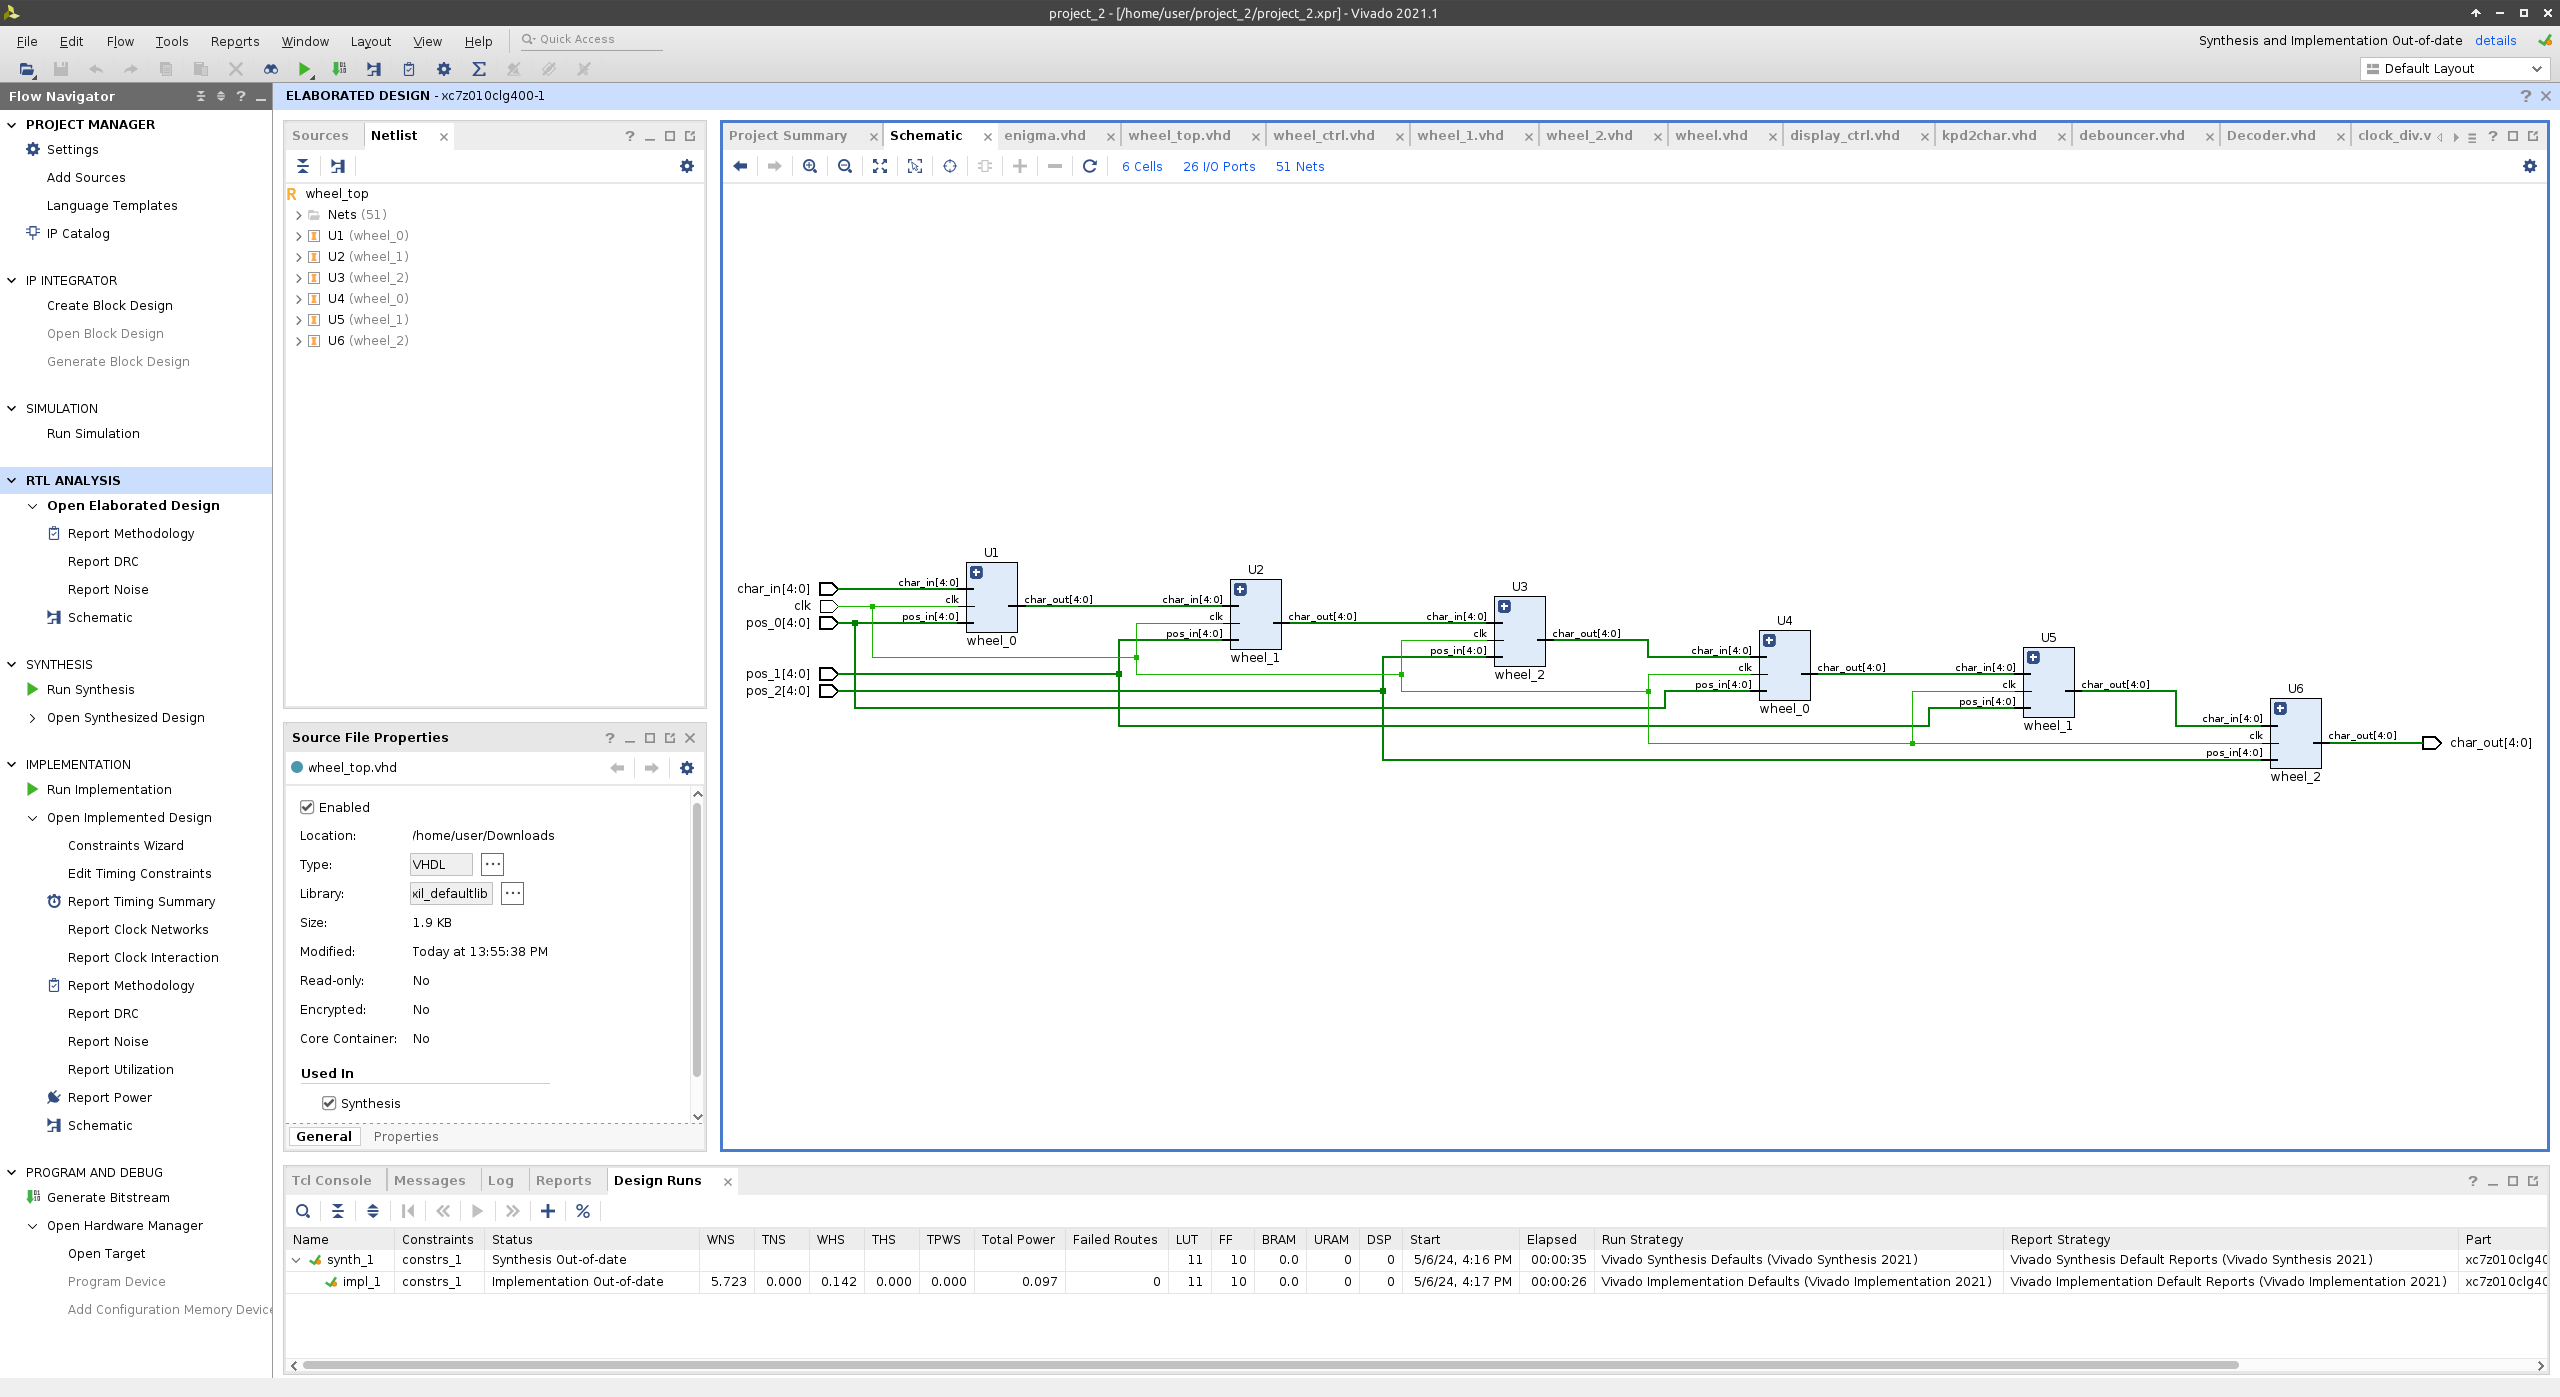 project_2 - [/home/user/project_2/project_2.xpr] - Vivado 2021.1
File Edit Flow Tools Reports Window Layout View Help Quick Access
Synthesis and Implementation Out-of-date details
Default Layout
Flow Navigator
PROJECT MANAGER
Settings
Add Sources
Language Templates
IP Catalog
IP INTEGRATOR
Create Block Design
Open Block Design
Generate Block Design
SIMULATION
Run Simulation
RTL ANALYSIS
Open Elaborated Design
Report Methodology
Report DRC
Report Noise
Schematic
SYNTHESIS
Run Synthesis
Open Synthesized Design
IMPLEMENTATION
Run Implementation
Open Implemented Design
Constraints Wizard
Edit Timing Constraints
Report Timing Summary
Report Clock Networks
Report Clock Interaction
Report Methodology
Report DRC
Report Noise
Report Utilization
Report Power
Schematic
PROGRAM AND DEBUG
Generate Bitstream
Open Hardware Manager
Open Target
Program Device
Add Configuration Memory Device
ELABORATED DESIGN - xc7z010clg400-1
Sources Netlist
wheel_top
Nets (51)
U1 (wheel_0)
U2 (wheel_1)
U3 (wheel_2)
U4 (wheel_0)
U5 (wheel_1)
U6 (wheel_2)
Source File Properties
wheel_top.vhd
Enabled
Location: /home/user/Downloads
Type: VHDL
Library: xil_defaultlib
Size: 1.9 KB
Modified: Today at 13:55:38 PM
Read-only: No
Encrypted: No
Core Container: No
Used In
Synthesis
General Properties
Project Summary Schematic enigma.vhd wheel_top.vhd wheel_ctrl.vhd wheel_1.vhd wheel_2.vhd wheel.vhd display_ctrl.vhd kpd2char.vhd debouncer.vhd Decoder.vhd clock_div.v
6 Cells 26 I/O Ports 51 Nets
char_in[4:0]
clk
pos_0[4:0]
pos_1[4:0]
pos_2[4:0]
U1
char_in[4:0]
clk
pos_in[4:0]
char_out[4:0]
wheel_0
U2
char_in[4:0]
clk
pos_in[4:0]
char_out[4:0]
wheel_1
U3
char_in[4:0]
clk
pos_in[4:0]
char_out[4:0]
wheel_2
U4
char_in[4:0]
clk
pos_in[4:0]
char_out[4:0]
wheel_0
U5
char_in[4:0]
clk
pos_in[4:0]
char_out[4:0]
wheel_1
U6
char_in[4:0]
clk
pos_in[4:0]
char_out[4:0]
wheel_2
char_out[4:0]
Tcl Console Messages Log Reports Design Runs
Name Constraints Status WNS TNS WHS THS TPWS Total Power Failed Routes LUT FF BRAM URAM DSP Start Elapsed Run Strategy Report Strategy Part
synth_1 constrs_1 Synthesis Out-of-date 11 10 0.0 0 0 5/6/24, 4:16 PM 00:00:35 Vivado Synthesis Defaults (Vivado Synthesis 2021) Vivado Synthesis Default Reports (Vivado Synthesis 2021) xc7z010clg40
impl_1 constrs_1 Implementation Out-of-date 5.723 0.000 0.142 0.000 0.000 0.097 0 11 10 0.0 0 0 5/6/24, 4:17 PM 00:00:26 Vivado Implementation Defaults (Vivado Implementation 2021) Vivado Implementation Default Reports (Vivado Implementation 2021) xc7z010clg40